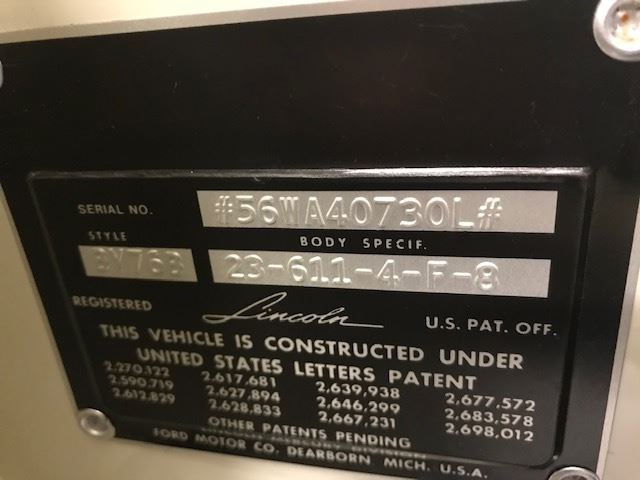 SERIAL NO. #56WA40730L#
STYLE BODY SPECIF.
23-611-4-F-8
REGISTERED Lincoln U.S. PAT. OFF.
THIS VEHICLE IS CONSTRUCTED UNDER
UNITED STATES LETTERS PATENT
2,270,122 2,617,681 2,639,938 2,677,572
2,590,719 2,627,894 2,646,299 2,683,578
2,612,829 2,628,833 2,667,231 2,698,012
OTHER PATENTS PENDING
FORD MOTOR CO. DEARBORN MICH. U.S.A.